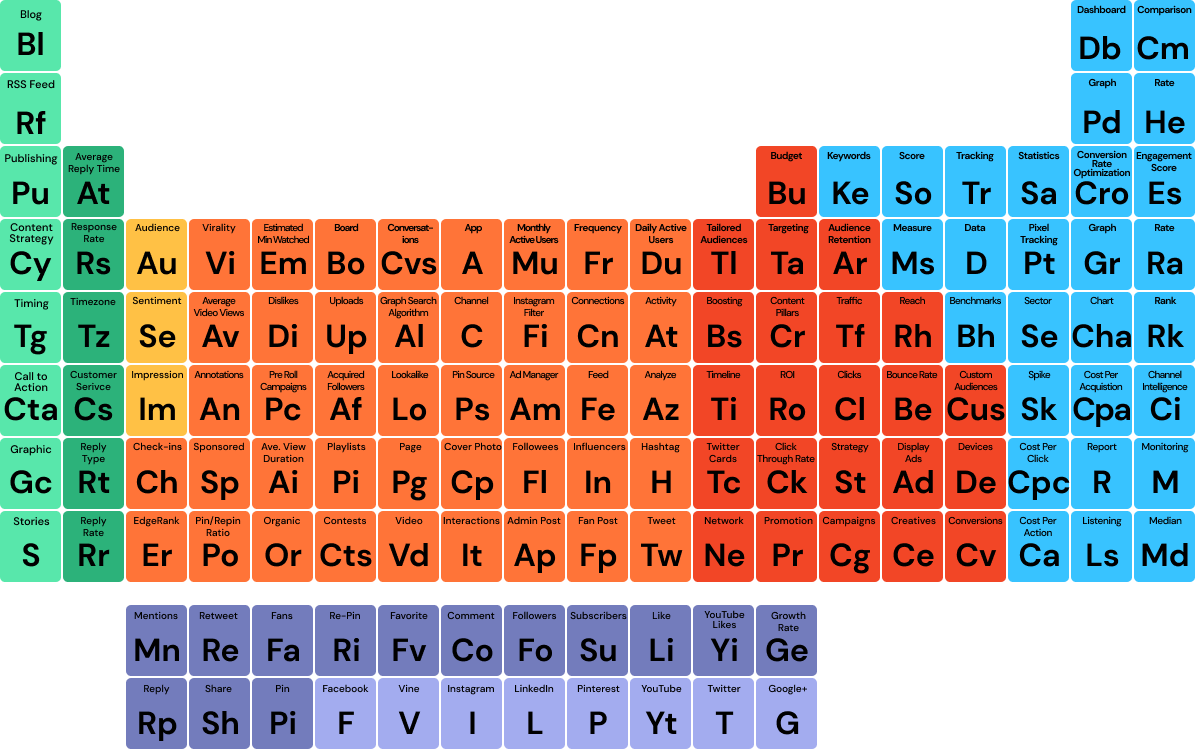 Blog
Bl
Dashboard
Db
Comparison
Cm
RSS Feed
Rf
Graph
Pd
Rate
He
Publishing
Pu
Average
Reply Time
At
Budget
Bu
Keywords
Ke
Score
So
Tracking
Tr
Statistics
Sa
Conversion
Rate
Optimization
Cro
Engagement
Score
Es
Content
Strategy
Cy
Response
Rate
Rs
Audience
Au
Virality
Vi
Estimated
Min Watched
Em
Board
Bo
Conversat-
ions
Cvs
App
A
Monthly
Active Users
Mu
Frequency
Fr
Daily Active
Users
Du
Tailored
Audiences
Tl
Targeting
Ta
Audience
Retention
Ar
Measure
Ms
Data
D
Pixel
Tracking
Pt
Graph
Gr
Rate
Ra
Timing
Tg
Timezone
Tz
Sentiment
Se
Average
Video Views
Av
Dislikes
Di
Uploads
Up
Graph Search
Algorithm
Al
Channel
C
Instagram
Filter
Fi
Connections
Cn
Activity
At
Boosting
Bs
Content
Pillars
Cr
Traffic
Tf
Reach
Rh
Benchmarks
Bh
Sector
Se
Chart
Cha
Rank
Rk
Call to
Action
Cta
Customer
Serivce
Cs
Impression
Im
Annotations
An
Pre Roll
Campaigns
Pc
Acquired
Followers
Af
Lookalike
Lo
Pin Source
Ps
Ad Manager
Am
Feed
Fe
Analyze
Az
Timeline
Ti
ROI
Ro
Clicks
Cl
Bounce Rate
Be
Custom
Audiences
Cus
Spike
Sk
Cost Per
Acquistion
Cpa
Channel
Intelligence
Ci
Graphic
Gc
Reply
Type
Rt
Check-ins
Ch
Sponsored
Sp
Ave. View
Duration
Ai
Playlists
Pi
Page
Pg
Cover Photo
Cp
Followees
Fl
Influencers
In
Hashtag
H
Twitter
Cards
Tc
Click
Through Rate
Ck
Strategy
St
Display
Ads
Ad
Devices
De
Cost Per
Click
Cpc
Report
R
Monitoring
M
Stories
S
Reply
Rate
Rr
EdgeRank
Er
Pin/Repin
Ratio
Po
Organic
Or
Contests
Cts
Video
Vd
Interactions
It
Admin Post
Ap
Fan Post
Fp
Tweet
Tw
Network
Ne
Promotion
Pr
Campaigns
Cg
Creatives
Ce
Conversions
Cv
Cost Per
Action
Ca
Listening
Ls
Median
Md
Mentions
Mn
Retweet
Re
Fans
Fa
Re-Pin
Ri
Favorite
Fv
Comment
Co
Followers
Fo
Subscribers
Su
Like
Li
YouTube
Likes
Yi
Growth
Rate
Ge
Reply
Rp
Share
Sh
Pin
Pi
Facebook
F
Vine
V
Instagram
I
LinkedIn
L
Pinterest
P
YouTube
Yt
Twitter
T
Google+
G